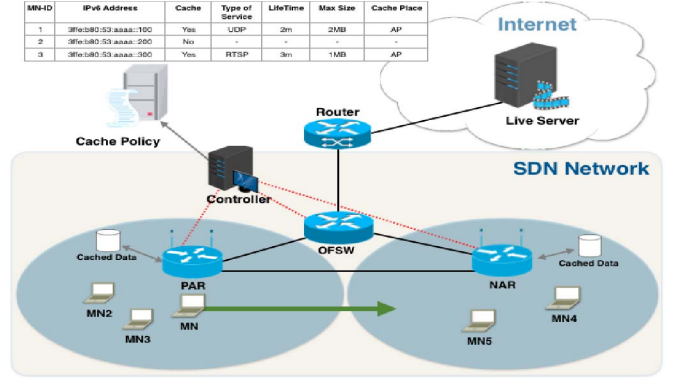 MN-ID IPv6 Address Cache Type of Service LifeTime Max Size Cache Place
1 3ffe:b80:53:aaaa::100 Yes UDP 2m 2MB AP
2 3ffe:b80:53:aaaa::200 No - - - -
3 3ffe:b80:53:aaaa::300 Yes RTSP 3m 1MB AP
Internet
Router
Live Server
Cache Policy
SDN Network
Controller
OFSW
Cached Data
PAR
NAR
Cached Data
MN2
MN3
MN
MN4
MN5